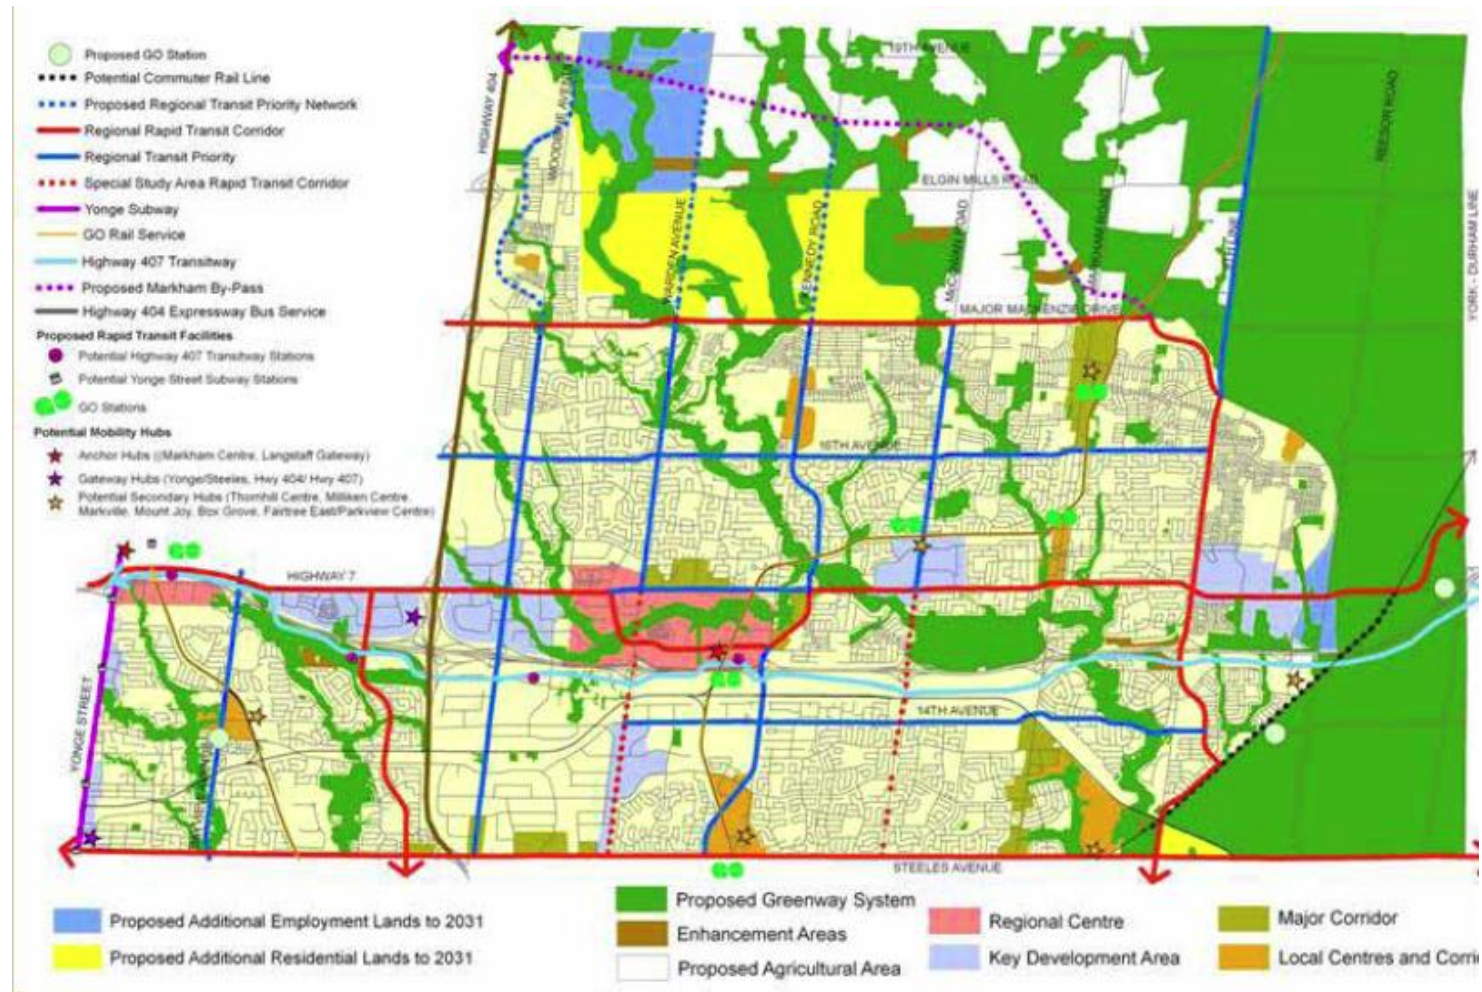 Proposed GO Station
Potential Commuter Rail Line
Proposed Regional Transit Priority Network
Regional Rapid Transit Corridor
Regional Transit Priority
Special Study Area Rapid Transit Corridor
Yonge Subway
GO Rail Service
Highway 407 Transitway
Proposed Markham By-Pass
Highway 404 Expressway Bus Service
Proposed Rapid Transit Facilities
Potential Highway 407 Transitway Stations
Potential Yonge Street Subway Stations
GO Stations
Potential Mobility Hubs
Anchor Hubs ((Markham Centre, Langstaff Gateway)
Gateway Hubs (Yonge/Steeles, Hwy 404/ Hwy 407)
Potential Secondary Hubs (Thornhill Centre, Milliken Centre,
Markville, Mount Joy, Box Grove, Fairtree East/Parkview Centre)
19TH AVENUE
HIGHWAY 404
WOODBINE AVENUE
ELGIN MILLS ROAD
REESOR ROAD
WARDEN AVENUE
KENNEDY ROAD
McCOWAN ROAD
MARKHAM ROAD
9TH LINE
YORK - DURHAM LINE
MAJOR MACKENZIE DRIVE
16TH AVENUE
HIGHWAY 7
14TH AVENUE
YONGE STREET
STEELES AVENUE
Proposed Additional Employment Lands to 2031
Proposed Additional Residential Lands to 2031
Proposed Greenway System
Enhancement Areas
Proposed Agricultural Area
Regional Centre
Key Development Area
Major Corridor
Local Centres and Corri